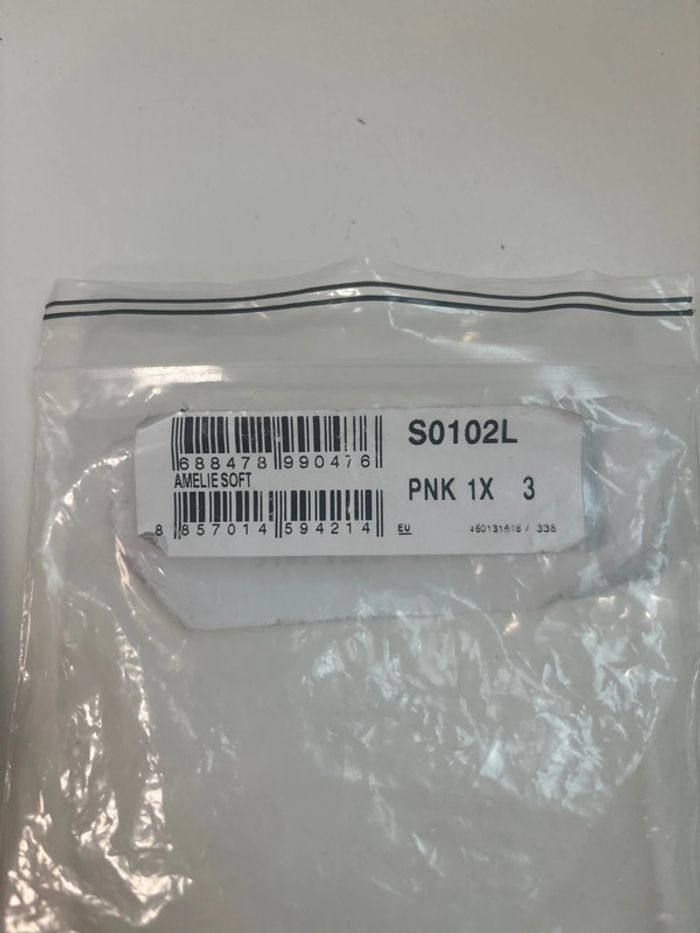 688478 990476
AMELIE SOFT
8 857014 594214
S0102L
PNK 1X 3
EU